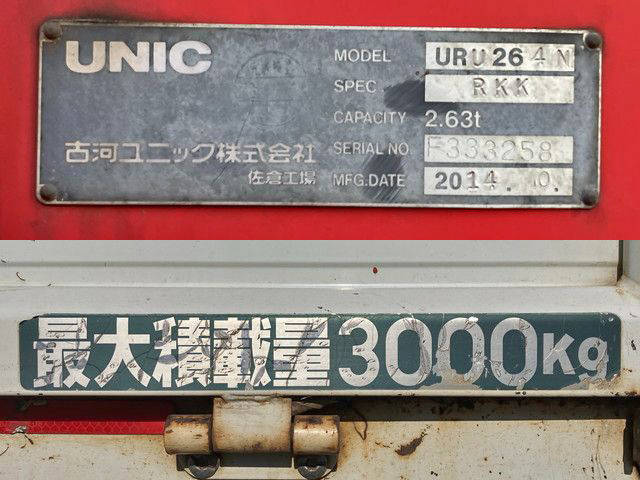 UNIC
MODEL URU264N
SPEC RKK
CAPACITY 2.63t
SERIAL NO. F333258
MFG.DATE 2014.10.
古河ユニック株式会社
佐倉工場
最大積載量3000Kg